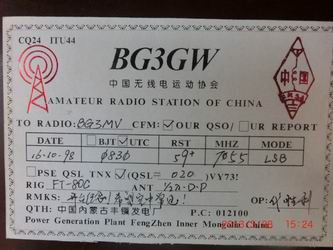 CQ24 ITU44
BG3GW
中国无线电运动协会
AMATEUR RADIO STATION OF CHINA
TO RADIO: BG3MV CFM: ☑ OUR QSO/ ☐ UR REPORT
DATE ☐ BJT ☑ UTC RST MHZ MODE
16-10-98 0830 59+ 7055 LSB
☐ PSE QSL TNX ☑ (QSL= 020) VY73!
RIG FT-80C ANT 1/2λ-D.P
RMKS: OP:
QTH: 中国内蒙古丰镇发电厂 P.C: 012100
Power Generation Plant FengZhen Inner Mongolia China
15:24